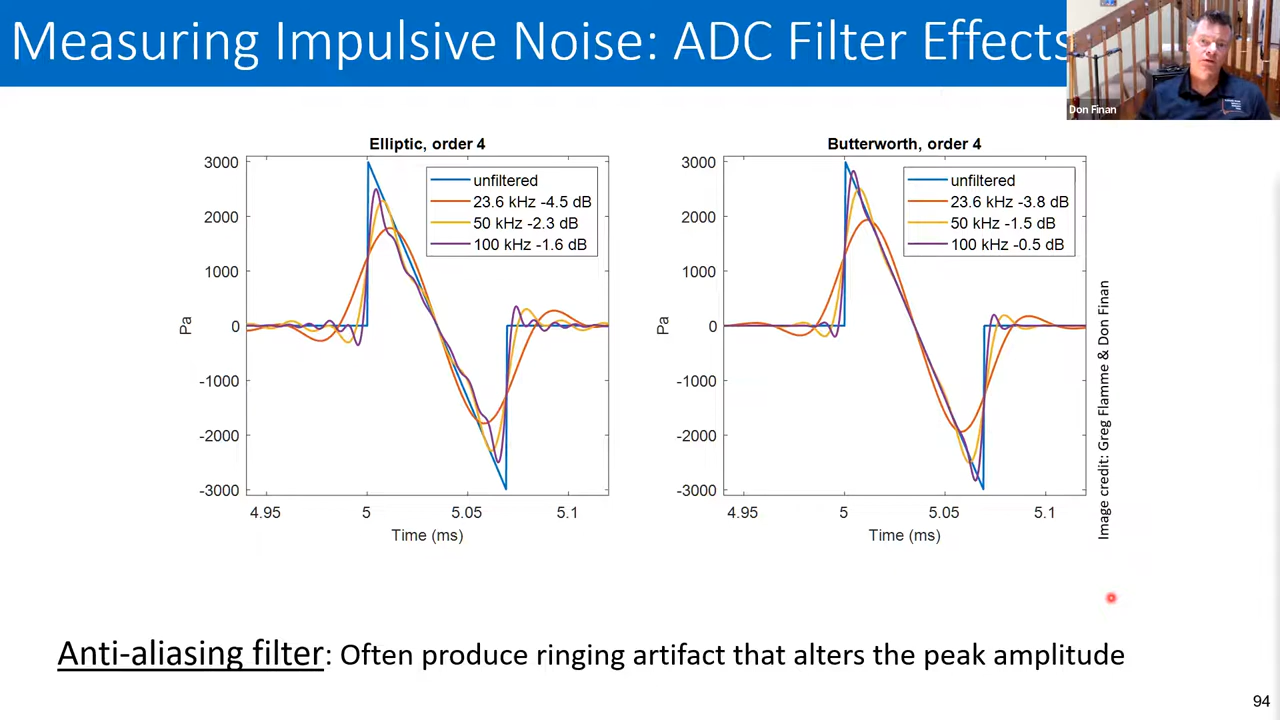 Measuring Impulsive Noise: ADC Filter Effects
Don Finan
Elliptic, order 4
3000
2000
1000
0
-1000
-2000
-3000
Pa
unfiltered
23.6 kHz -4.5 dB
50 kHz -2.3 dB
100 kHz -1.6 dB
4.95
5
5.05
5.1
Time (ms)
Butterworth, order 4
3000
2000
1000
0
-1000
-2000
-3000
Pa
unfiltered
23.6 kHz -3.8 dB
50 kHz -1.5 dB
100 kHz -0.5 dB
4.95
5
5.05
5.1
Time (ms)
Image credit: Greg Flamme & Don Finan
Anti-aliasing filter: Often produce ringing artifact that alters the peak amplitude
94